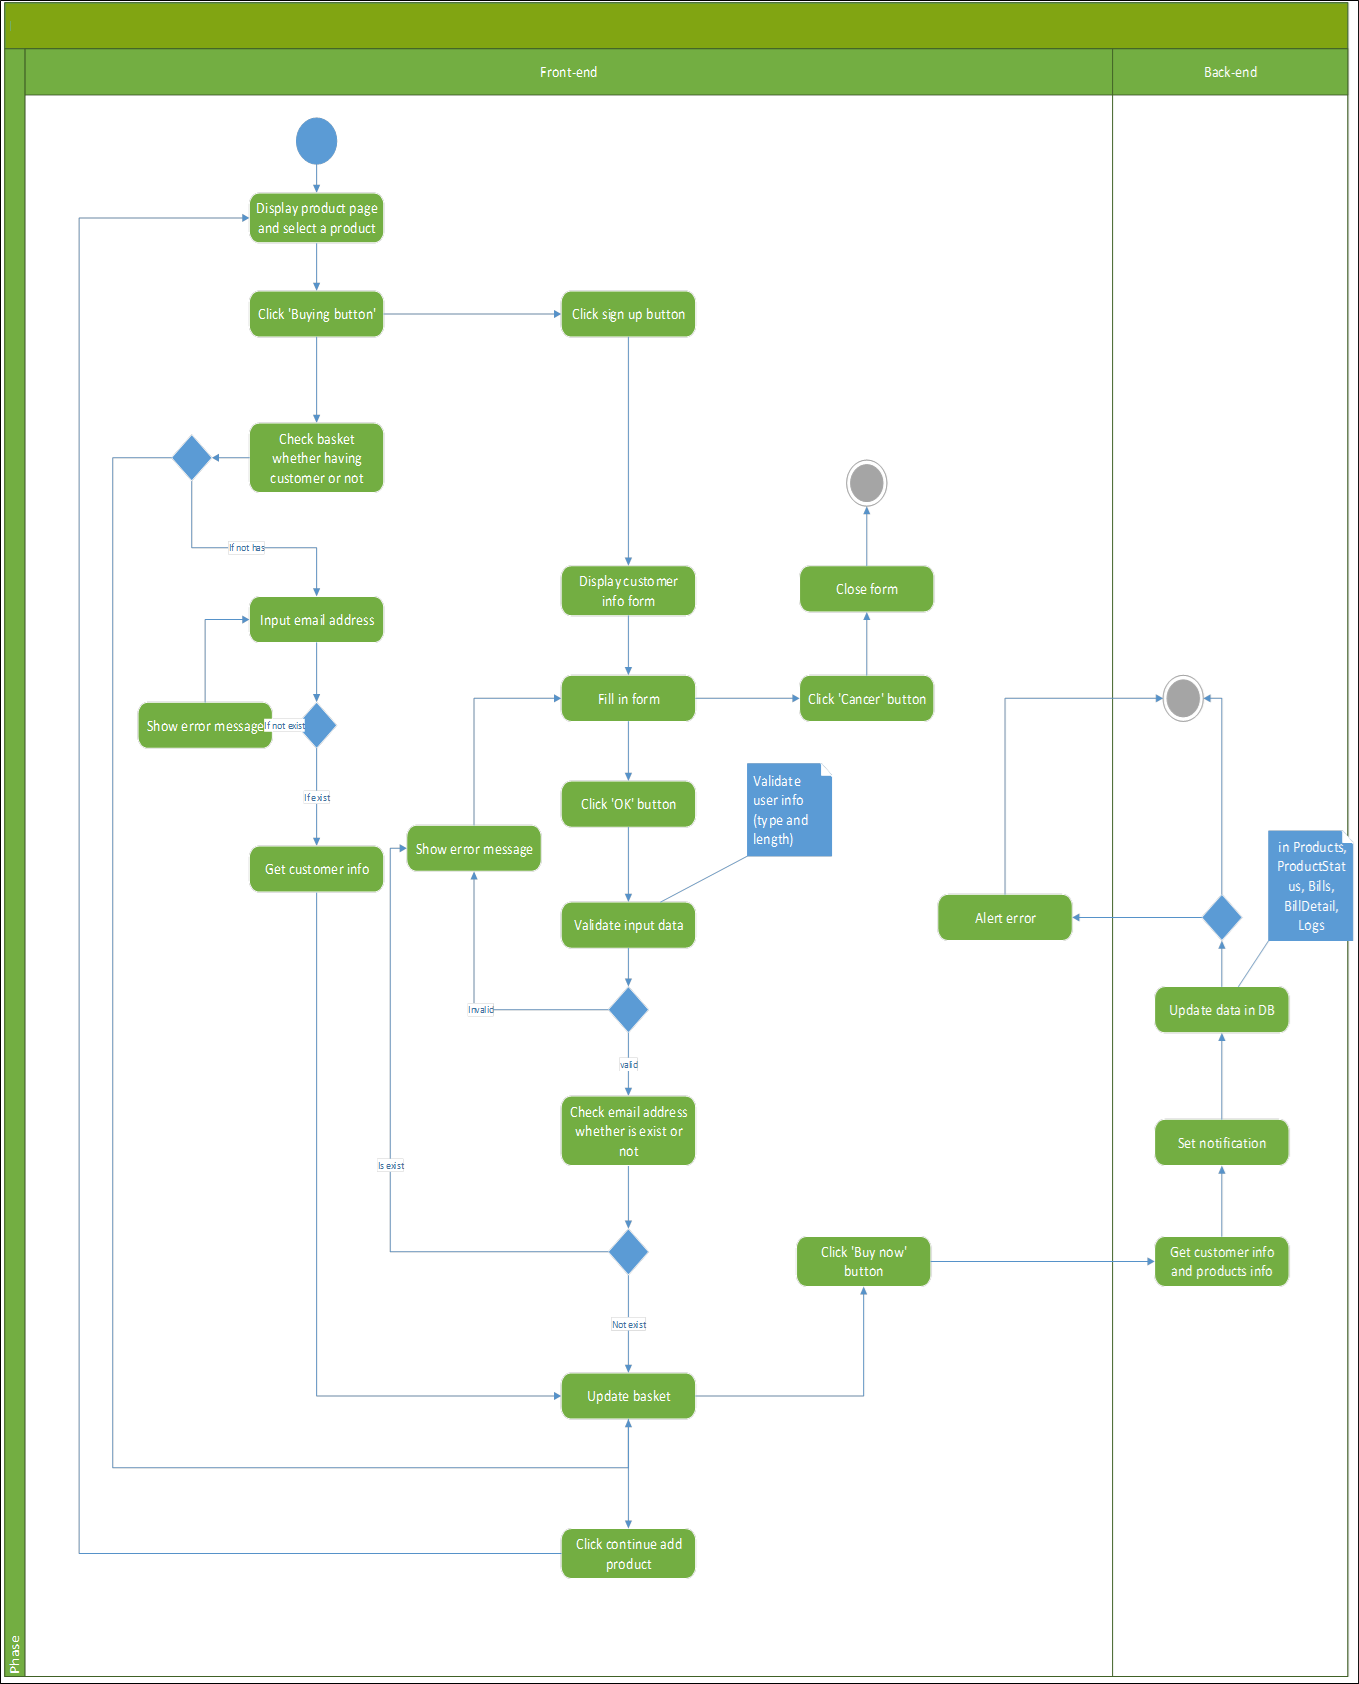 Front-end
Back-end
Display product page
and select a product
Click 'Buying button'
Click sign up button
Check basket
whether having
customer or not
If not has
Display customer
info form
Close form
Input email address
Fill in form
Click 'Cancer' button
Show error message
If not exist
Validate
user info
(type and
length)
If exist
Click 'OK' button
Show error message
in Products,
ProductStat
us, Bills,
BillDetail,
Logs
Get customer info
Validate input data
Alert error
Invalid
Update data in DB
valid
Check email address
whether is exist or
not
Set notification
Is exist
Click 'Buy now'
button
Get customer info
and products info
Not exist
Update basket
Click continue add
product
Phase